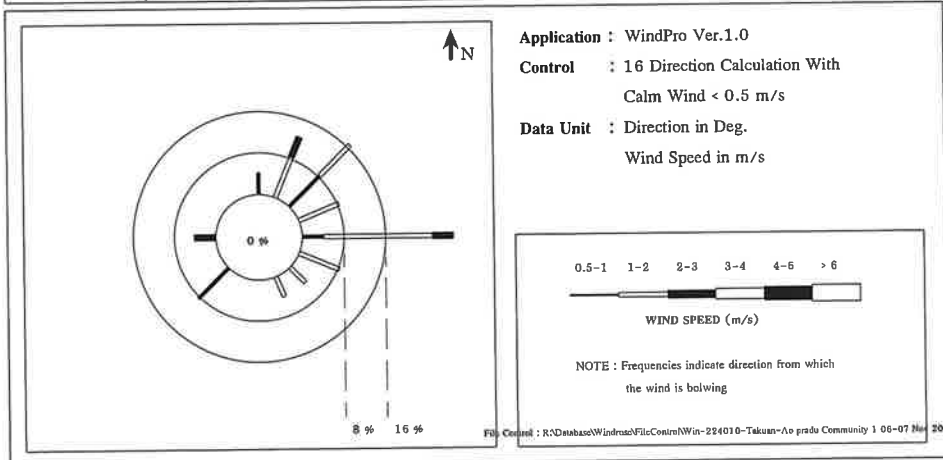 N
0 %
8 %
16 %
Application : WindPro Ver.1.0
Control : 16 Direction Calculation With
Calm Wind < 0.5 m/s
Data Unit : Direction in Deg.
Wind Speed in m/s
0.5-1 1-2 2-3 3-4 4-6 > 6
WIND SPEED (m/s)
NOTE : Frequencies indicate direction from which
the wind is bolwing
File Control : R:\Database\Windrose\FileControl\Win-224010-Takuan-Ao pradu Community 1 06-07 Nov 20